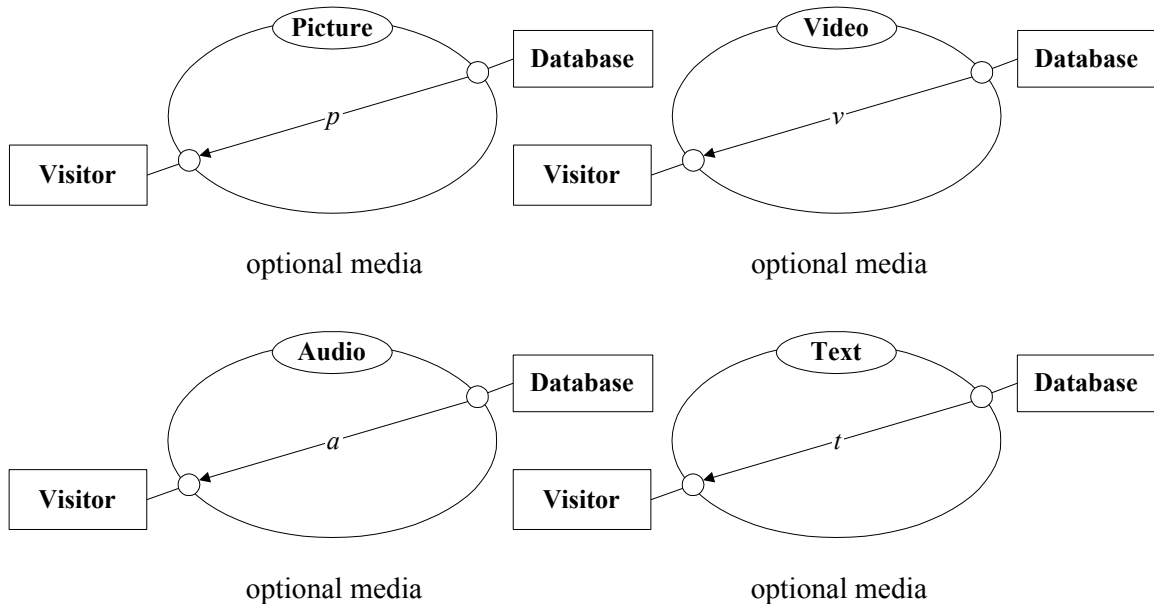 Picture
Database
p
Visitor
optional media
Video
Database
v
Visitor
optional media
Audio
Database
a
Visitor
optional media
Text
Database
t
Visitor
optional media